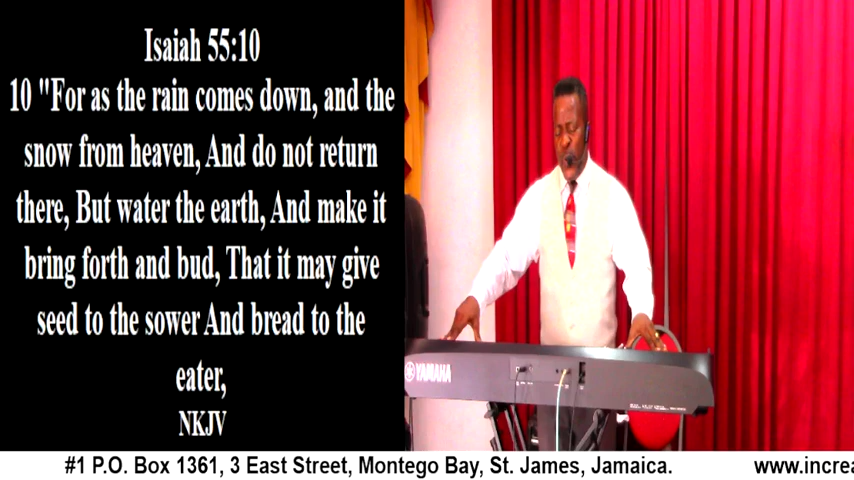 Isaiah 55:10
10 "For as the rain comes down, and the
snow from heaven, And do not return
there, But water the earth, And make it
bring forth and bud, That it may give
seed to the sower And bread to the
eater,
NKJV
YAMAHA
#1 P.O. Box 1361, 3 East Street, Montego Bay, St. James, Jamaica.
www.increa